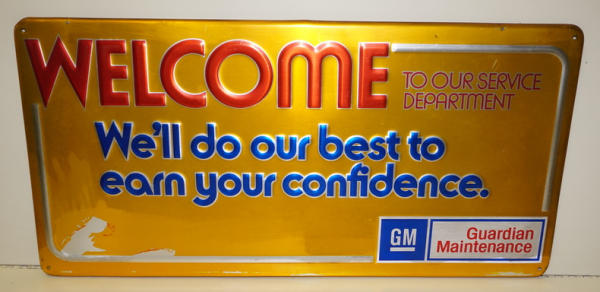 WELCOME TO OUR SERVICE
DEPARTMENT
We'll do our best to
earn your confidence.
GM Guardian
Maintenance